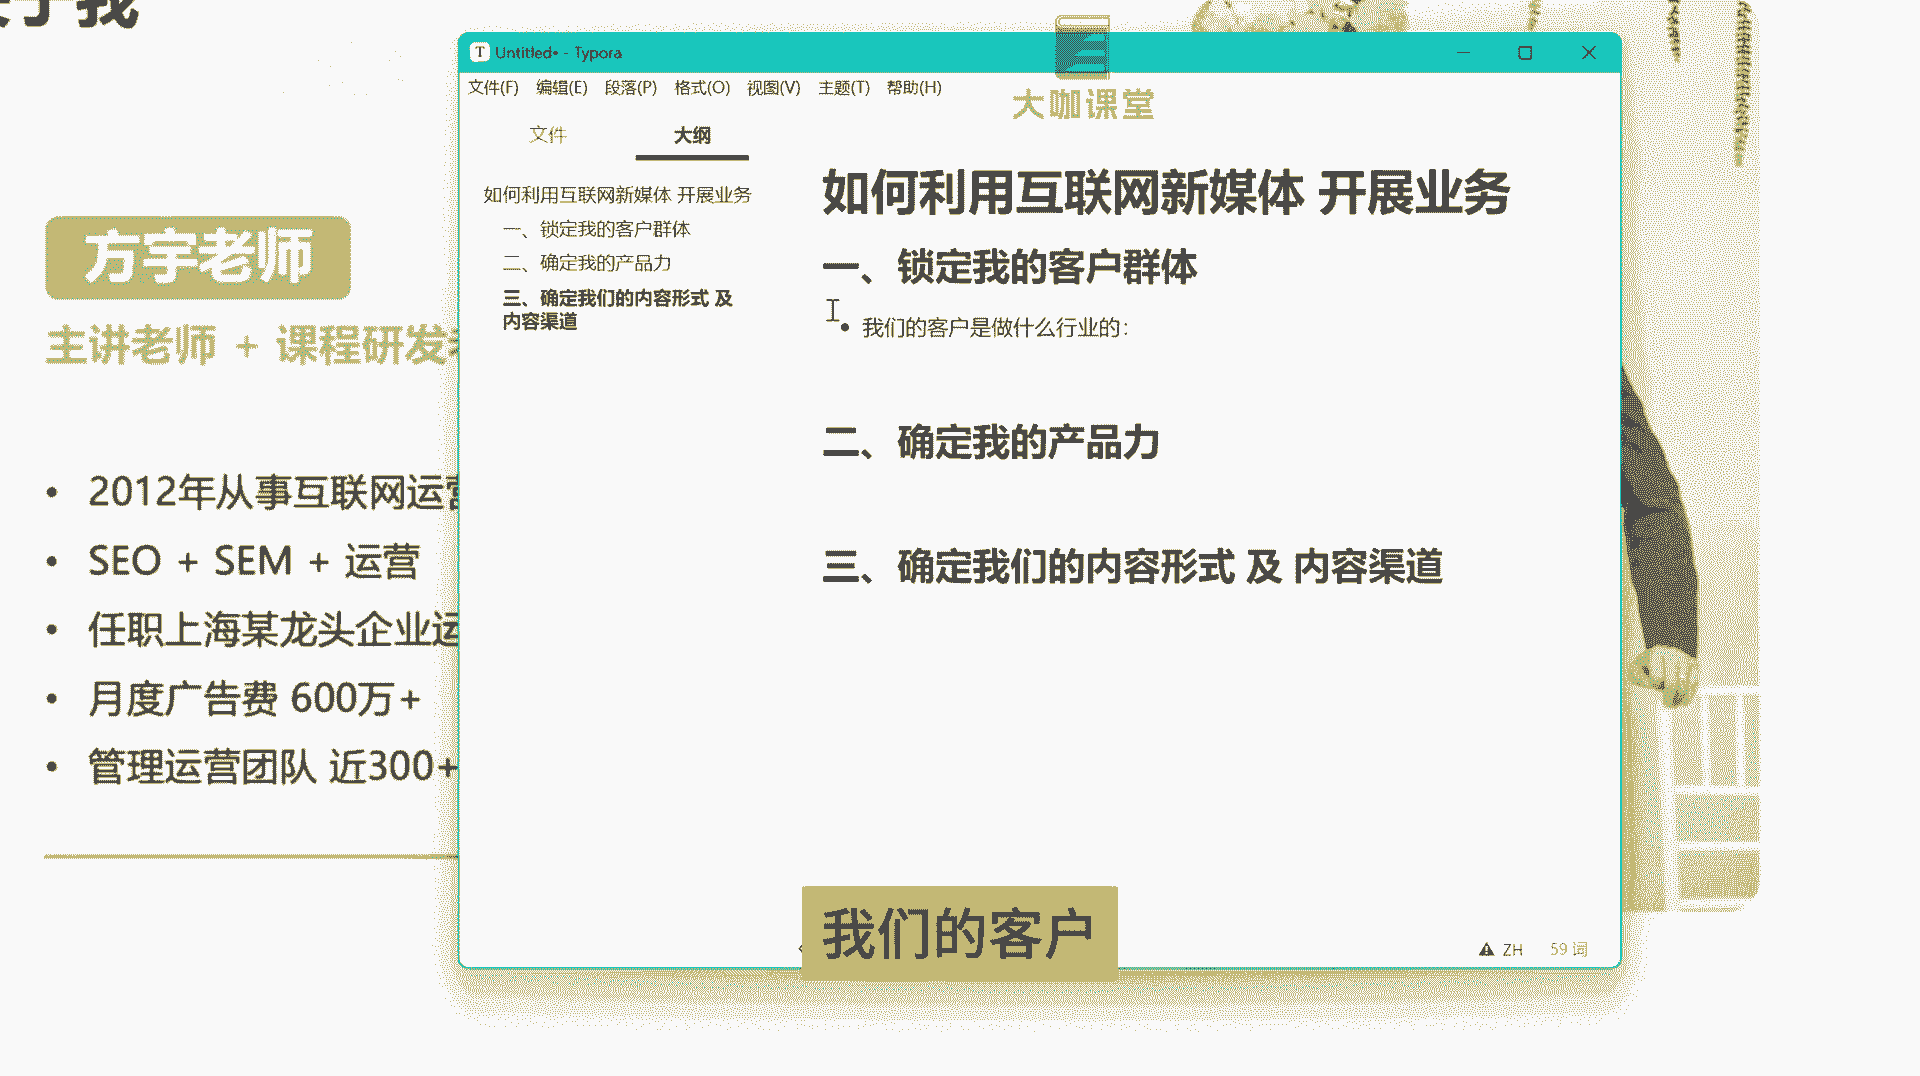 于我
方宇老师
主讲老师 + 课程研发
2012年从事互联网运营
SEO + SEM + 运营
任职上海某龙头企业运
月度广告费 600万+
管理运营团队 近300+
Untitled• - Typora
文件(F) 编辑(E) 段落(P) 格式(O) 视图(V) 主题(T) 帮助(H)
大咖课堂
文件 大纲
如何利用互联网新媒体 开展业务
一、锁定我的客户群体
二、确定我的产品力
三、确定我们的内容形式 及
内容渠道
如何利用互联网新媒体 开展业务
一、锁定我的客户群体
我们的客户是做什么行业的：
二、确定我的产品力
三、确定我们的内容形式 及 内容渠道
我们的客户
ZH 59 词